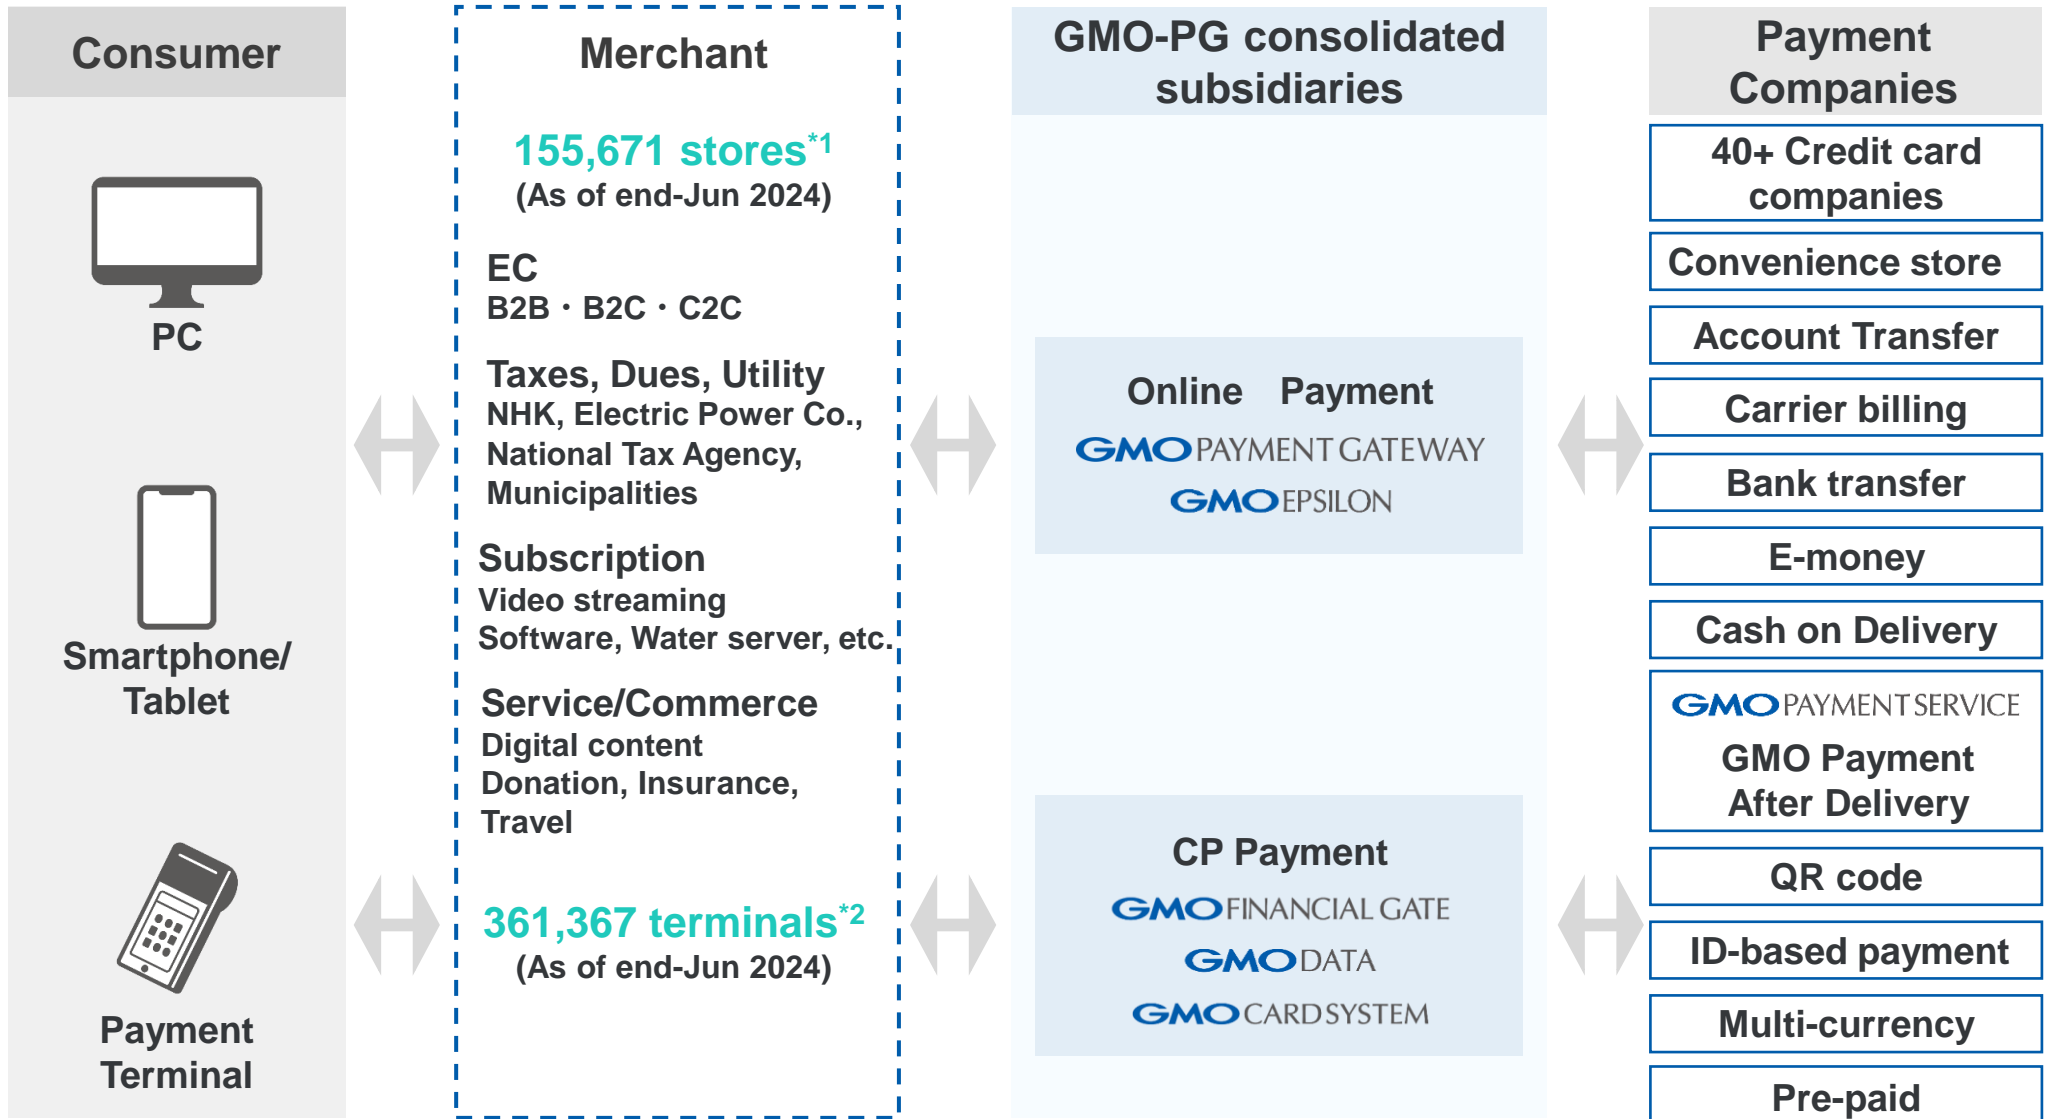 Consumer
PC
Smartphone/
Tablet
Payment
Terminal
Merchant
155,671 stores*1
(As of end-Jun 2024)
EC
B2B・B2C・C2C
Taxes, Dues, Utility
NHK, Electric Power Co.,
National Tax Agency,
Municipalities
Subscription
Video streaming
Software, Water server, etc.
Service/Commerce
Digital content
Donation, Insurance,
Travel
361,367 terminals*2
(As of end-Jun 2024)
GMO-PG consolidated
subsidiaries
Online Payment
GMO PAYMENT GATEWAY
GMO EPSILON
CP Payment
GMO FINANCIAL GATE
GMO DATA
GMO CARD SYSTEM
Payment
Companies
40+ Credit card
companies
Convenience store
Account Transfer
Carrier billing
Bank transfer
E-money
Cash on Delivery
GMO PAYMENT SERVICE
GMO Payment
After Delivery
QR code
ID-based payment
Multi-currency
Pre-paid